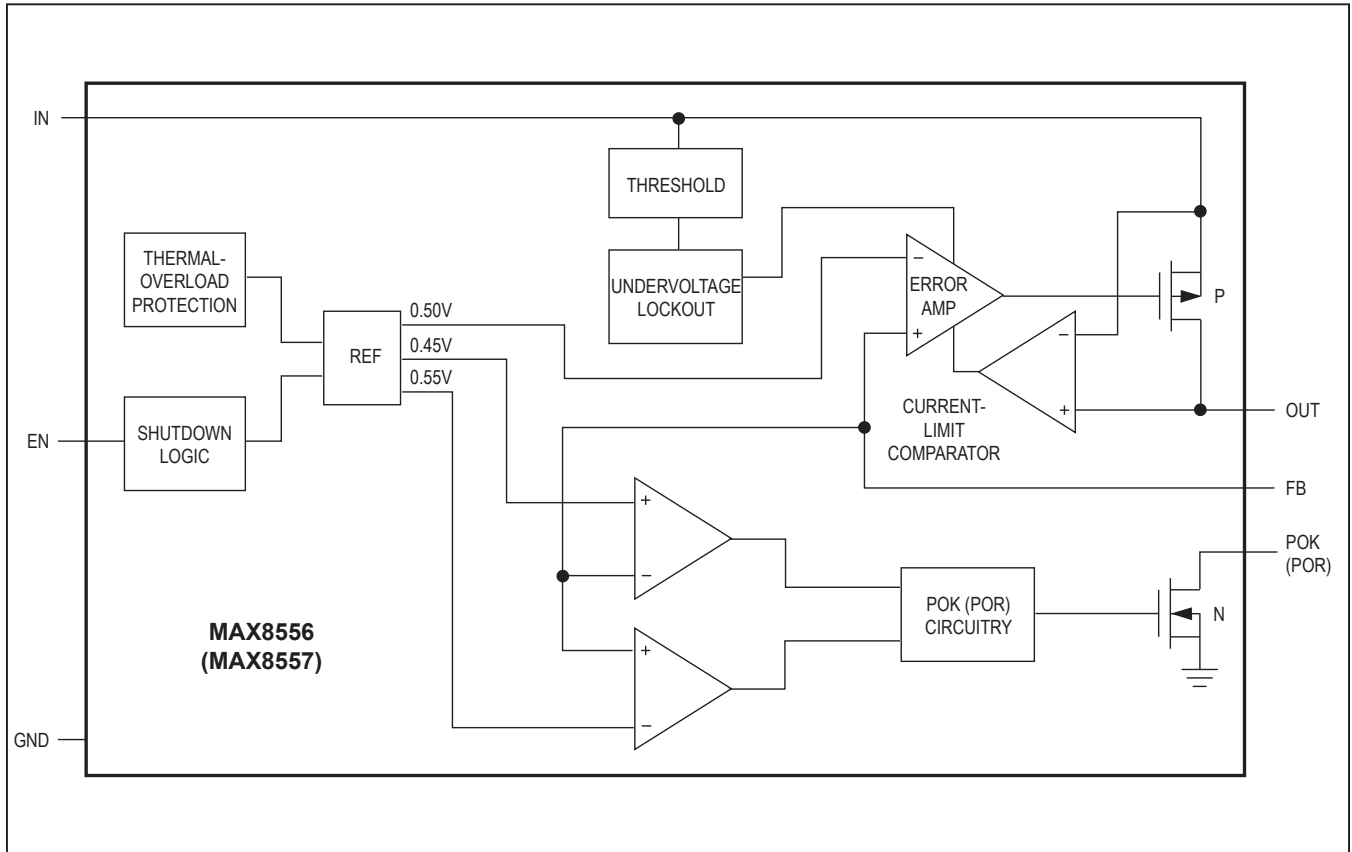 IN
THRESHOLD
THERMAL-
OVERLOAD
PROTECTION
UNDERVOLTAGE
LOCKOUT
−
ERROR
AMP
+
P
REF
0.50V
0.45V
0.55V
−
+
CURRENT-
LIMIT
COMPARATOR
OUT
EN
SHUTDOWN
LOGIC
FB
+
−
POK
(POR)
POK (POR)
CIRCUITRY
N
MAX8556
(MAX8557)
+
−
GND